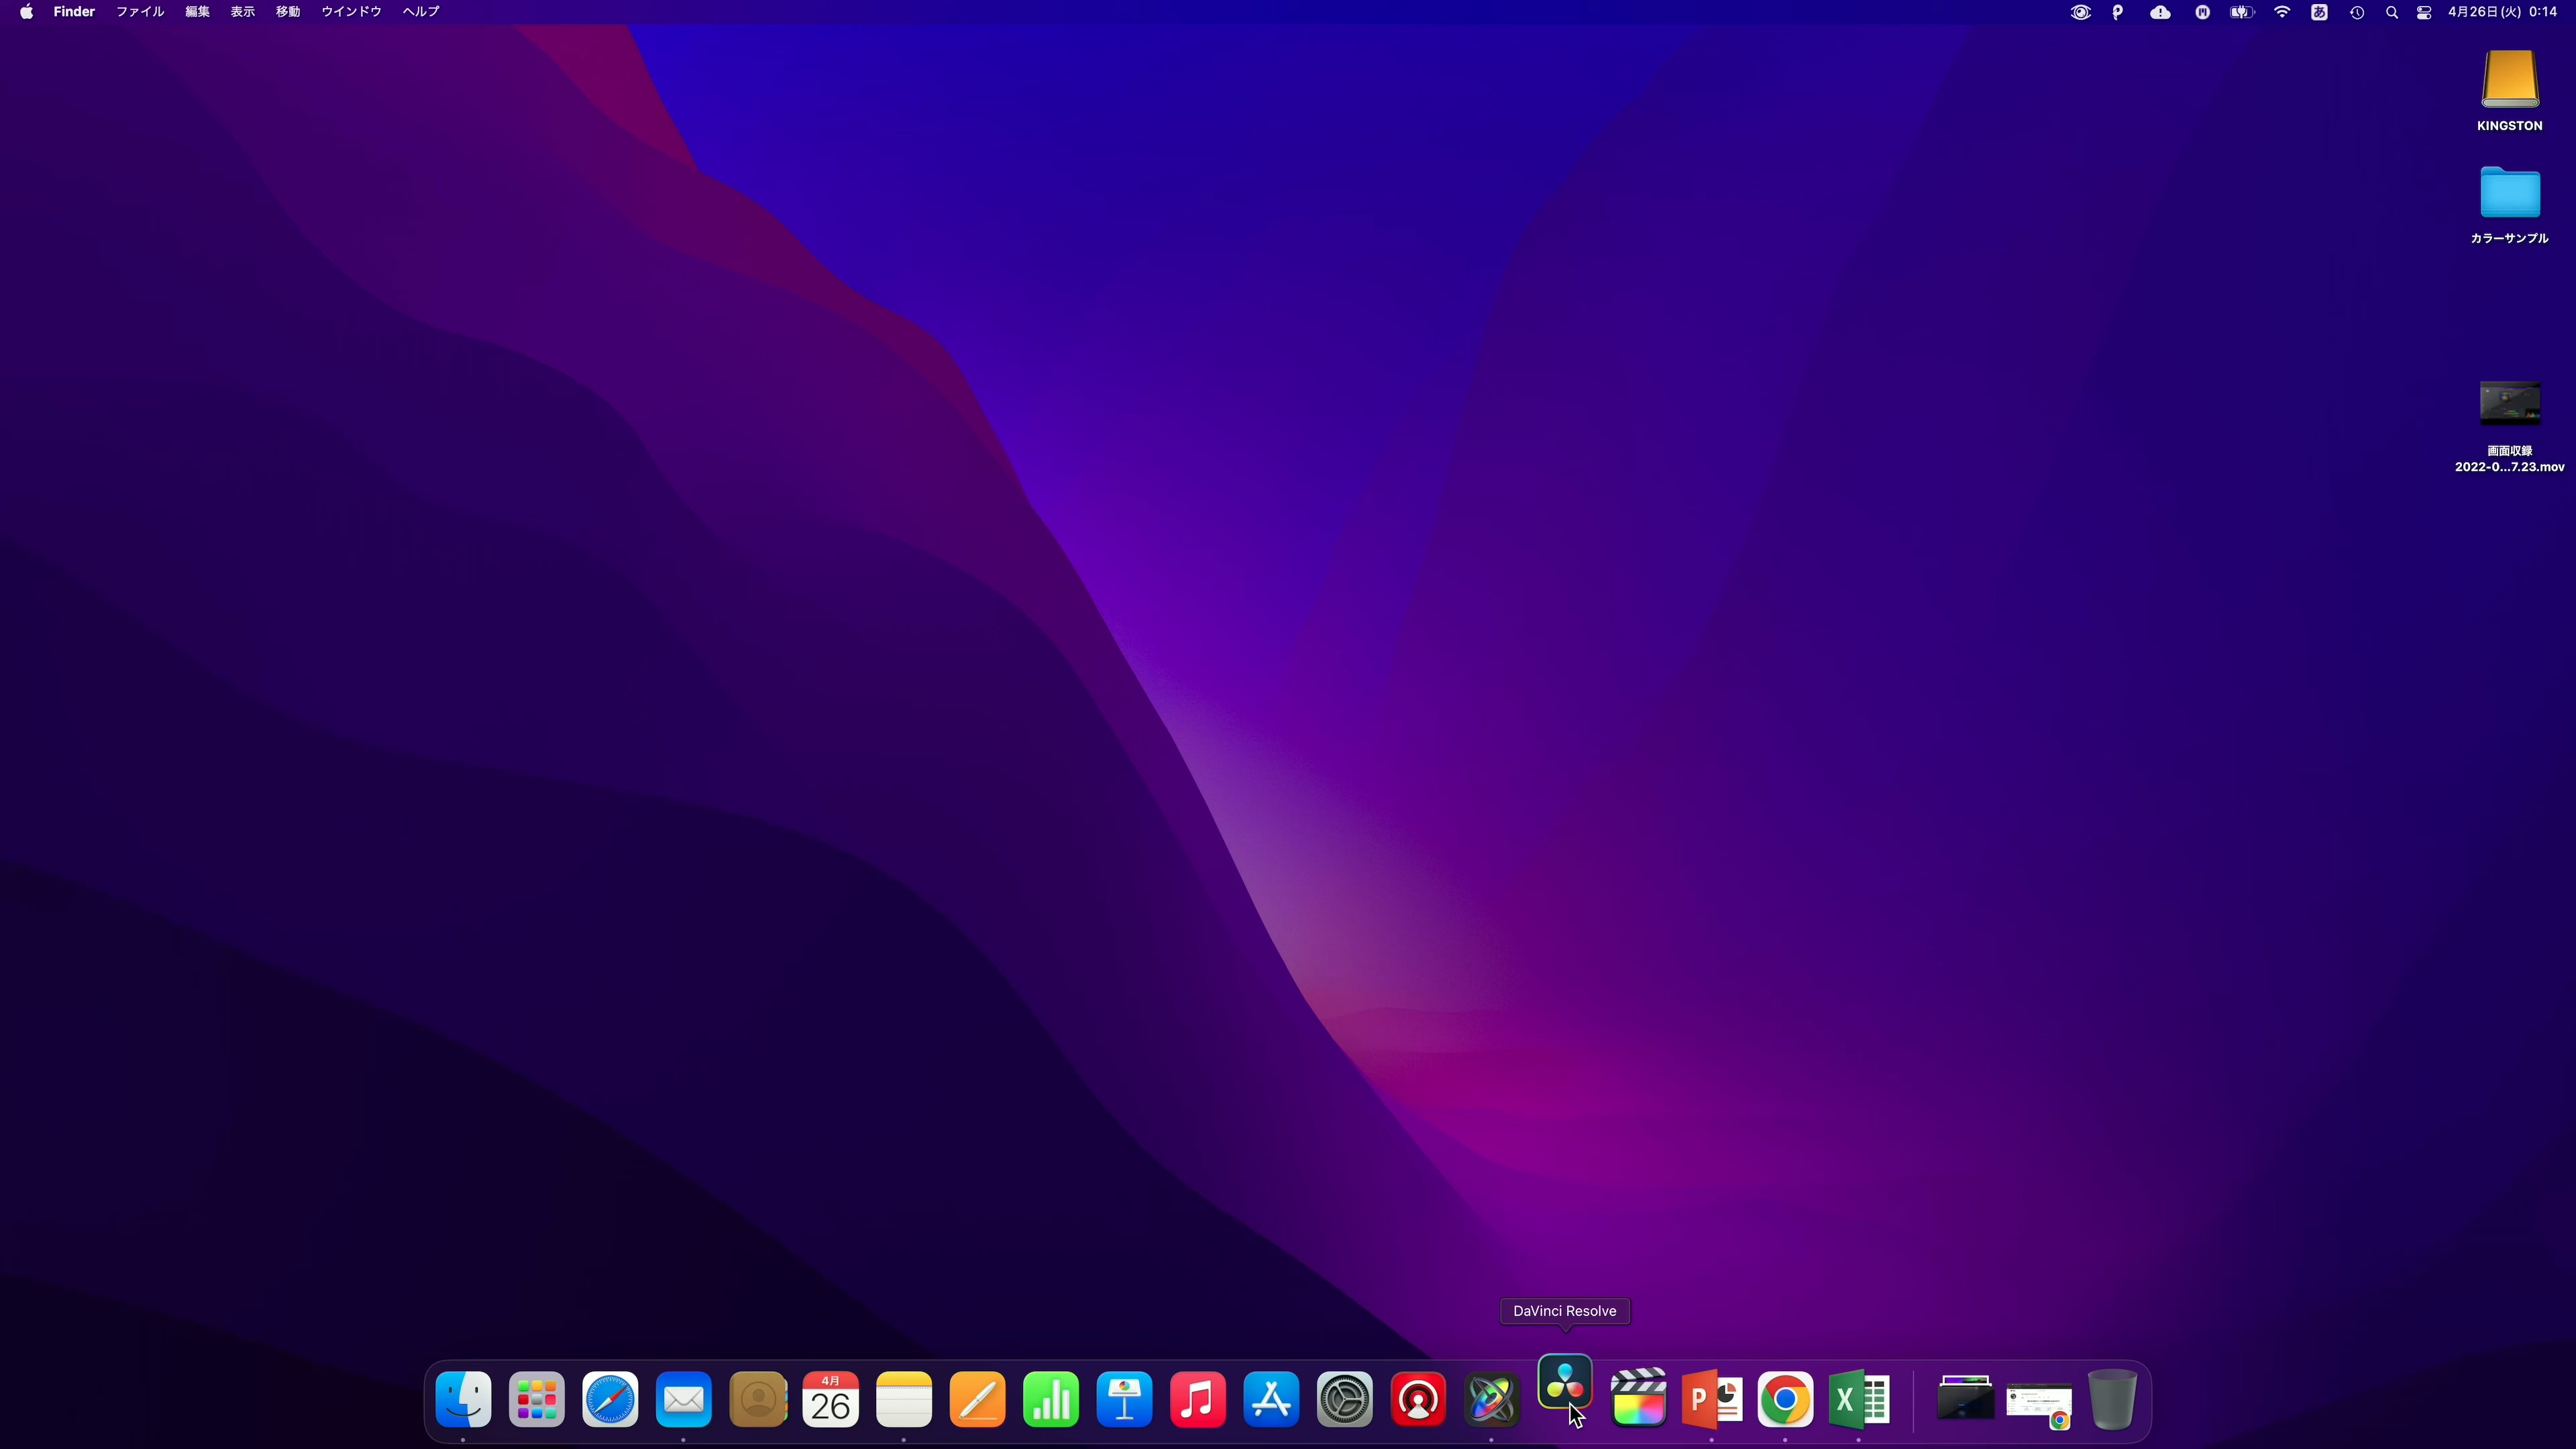 Finder ファイル 編集 表示 移動 ウインドウ ヘルプ あ 4月26日(火) 0:14
KINGSTON
カラーサンプル
画面収録
2022-0...7.23.mov
DaVinci Resolve
4月
26
P
X